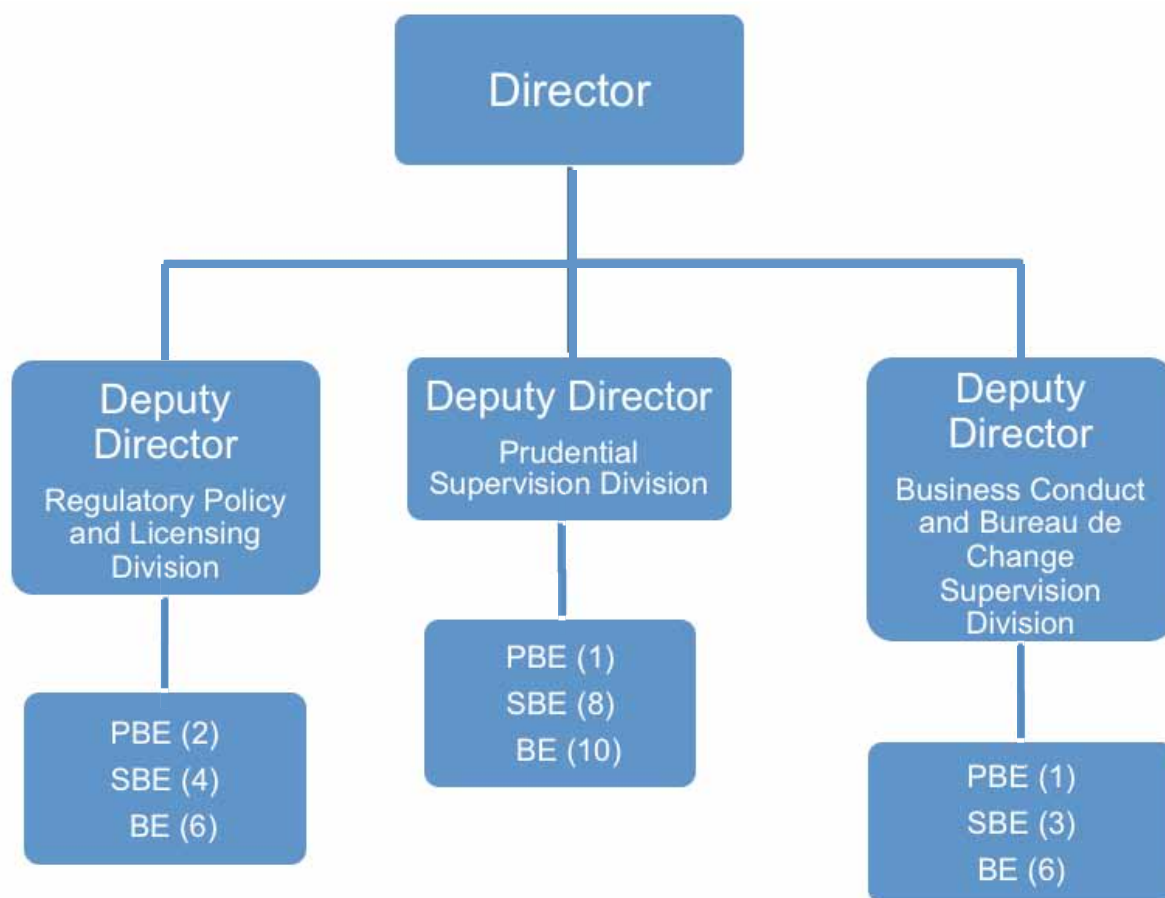 Director
Deputy
Director
Regulatory Policy
and Licensing
Division
PBE (2)
SBE (4)
BE (6)
Deputy Director
Prudential
Supervision Division
PBE (1)
SBE (8)
BE (10)
Deputy
Director
Business Conduct
and Bureau de
Change
Supervision
Division
PBE (1)
SBE (3)
BE (6)